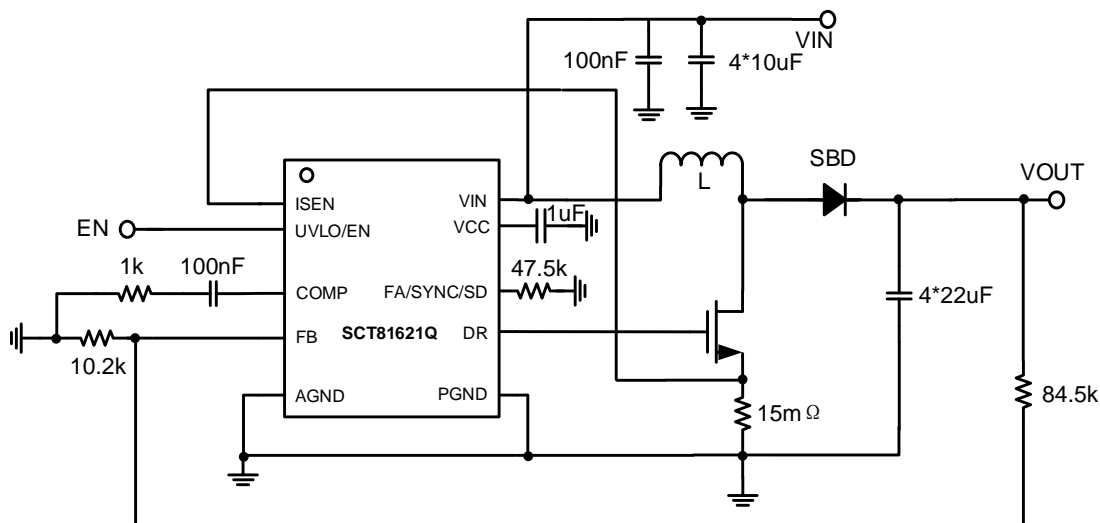 VIN
100nF
4*10uF
SBD
VOUT
L
ISEN
VIN
1uF
EN
UVLO/EN
VCC
1k
100nF
47.5k
COMP
FA/SYNC/SD
4*22uF
FB
SCT81621Q
DR
10.2k
AGND
PGND
15mΩ
84.5k